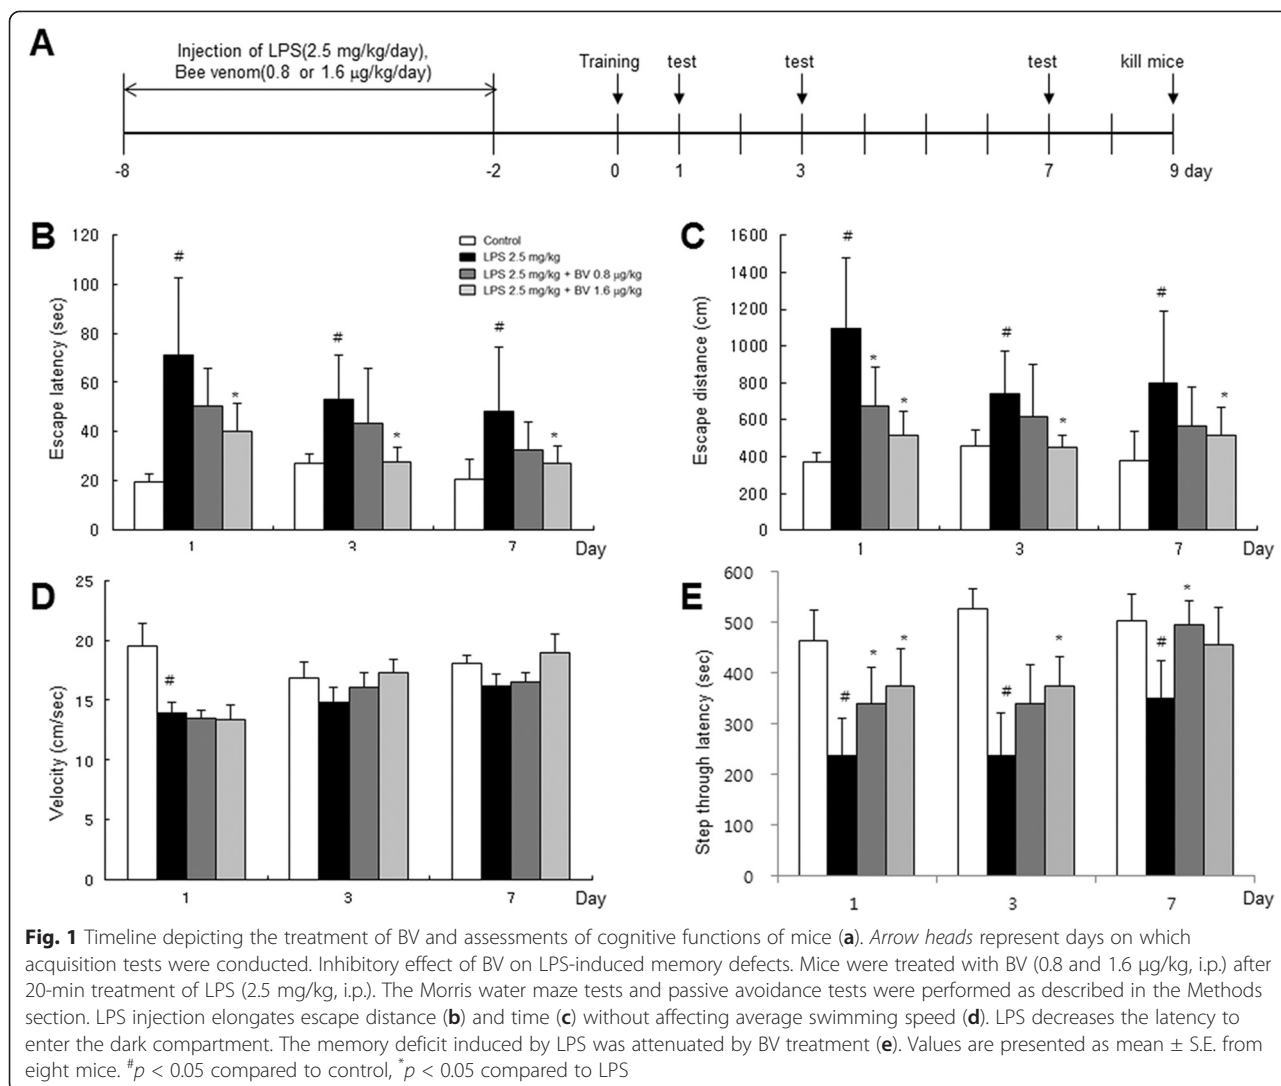 A
Injection of LPS(2.5 mg/kg/day),
Bee venom(0.8 or 1.6 µg/kg/day)
Training test test test kill mice
-8 -2 0 1 3 7 9 day
B
Escape latency (sec)
120
100
80
60
40
20
0
# # #
* * *
Control
LPS 2.5 mg/kg
LPS 2.5 mg/kg + BV 0.8 µg/kg
LPS 2.5 mg/kg + BV 1.6 µg/kg
1 3 7 Day
C
Escape distance (cm)
1600
1400
1200
1000
800
600
400
200
0
# # #
* * * *
1 3 7 Day
D
Velocity (cm/sec)
25
20
15
10
5
0
#
1 3 7 Day
E
Step through latency (sec)
600
500
400
300
200
100
0
# # #
* * * *
1 3 7 Day
Fig. 1 Timeline depicting the treatment of BV and assessments of cognitive functions of mice (a). Arrow heads represent days on which
acquisition tests were conducted. Inhibitory effect of BV on LPS-induced memory defects. Mice were treated with BV (0.8 and 1.6 µg/kg, i.p.) after
20-min treatment of LPS (2.5 mg/kg, i.p.). The Morris water maze tests and passive avoidance tests were performed as described in the Methods
section. LPS injection elongates escape distance (b) and time (c) without affecting average swimming speed (d). LPS decreases the latency to
enter the dark compartment. The memory deficit induced by LPS was attenuated by BV treatment (e). Values are presented as mean ± S.E. from
eight mice. #p < 0.05 compared to control, *p < 0.05 compared to LPS